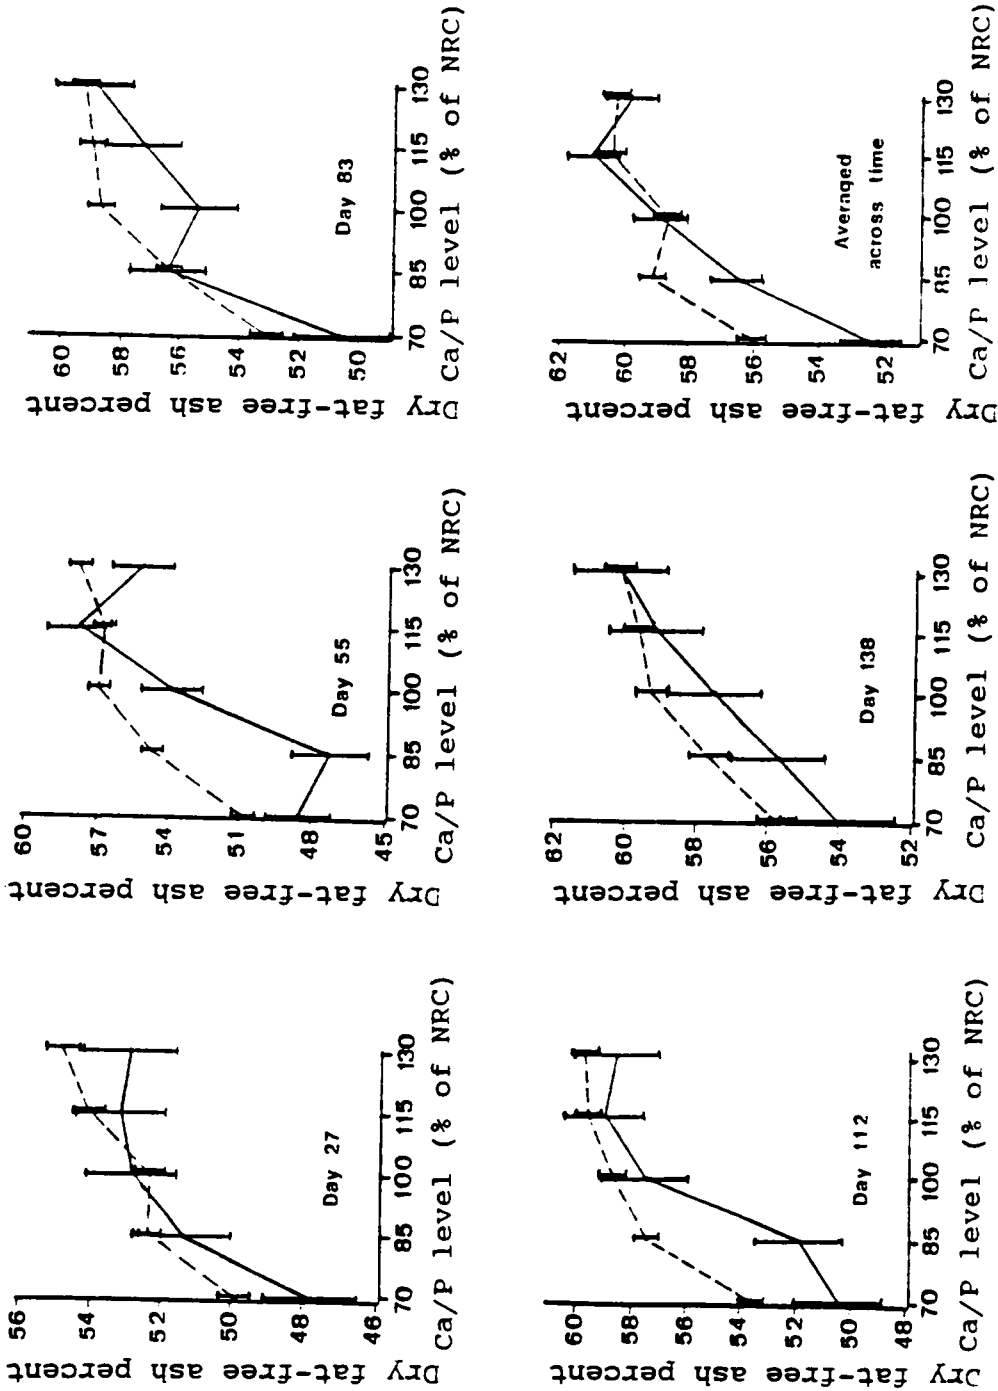 Dry fat-free ash percent
56
54
52
50
48
46
Day 27
70 85 100 115 130
Ca/P level (% of NRC)
Dry fat-free ash percent
60
57
54
51
48
45
Day 55
70 85 100 115 130
Ca/P level (% of NRC)
Dry fat-free ash percent
60
58
56
54
52
50
Day 83
70 85 100 115 130
Ca/P level (% of NRC)
Dry fat-free ash percent
60
58
56
54
52
50
48
Day 112
70 85 100 115 130
Ca/P level (% of NRC)
Dry fat-free ash percent
62
60
58
56
54
52
Day 138
70 85 100 115 130
Ca/P level (% of NRC)
Dry fat-free ash percent
62
60
58
56
54
52
Averaged
across time
70 85 100 115 130
Ca/P level (% of NRC)